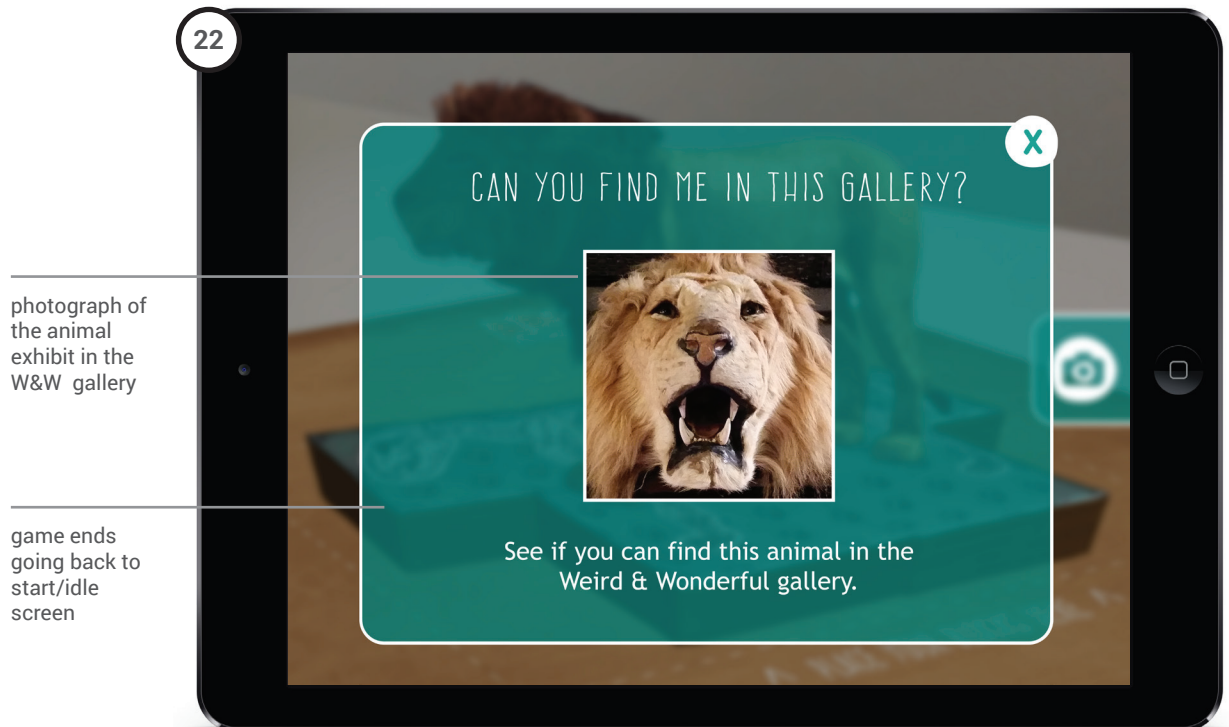 22
X
CAN YOU FIND ME IN THIS GALLERY?
photograph of
the animal
exhibit in the
W&W gallery
game ends
going back to
start/idle
screen
See if you can find this animal in the
Weird & Wonderful gallery.